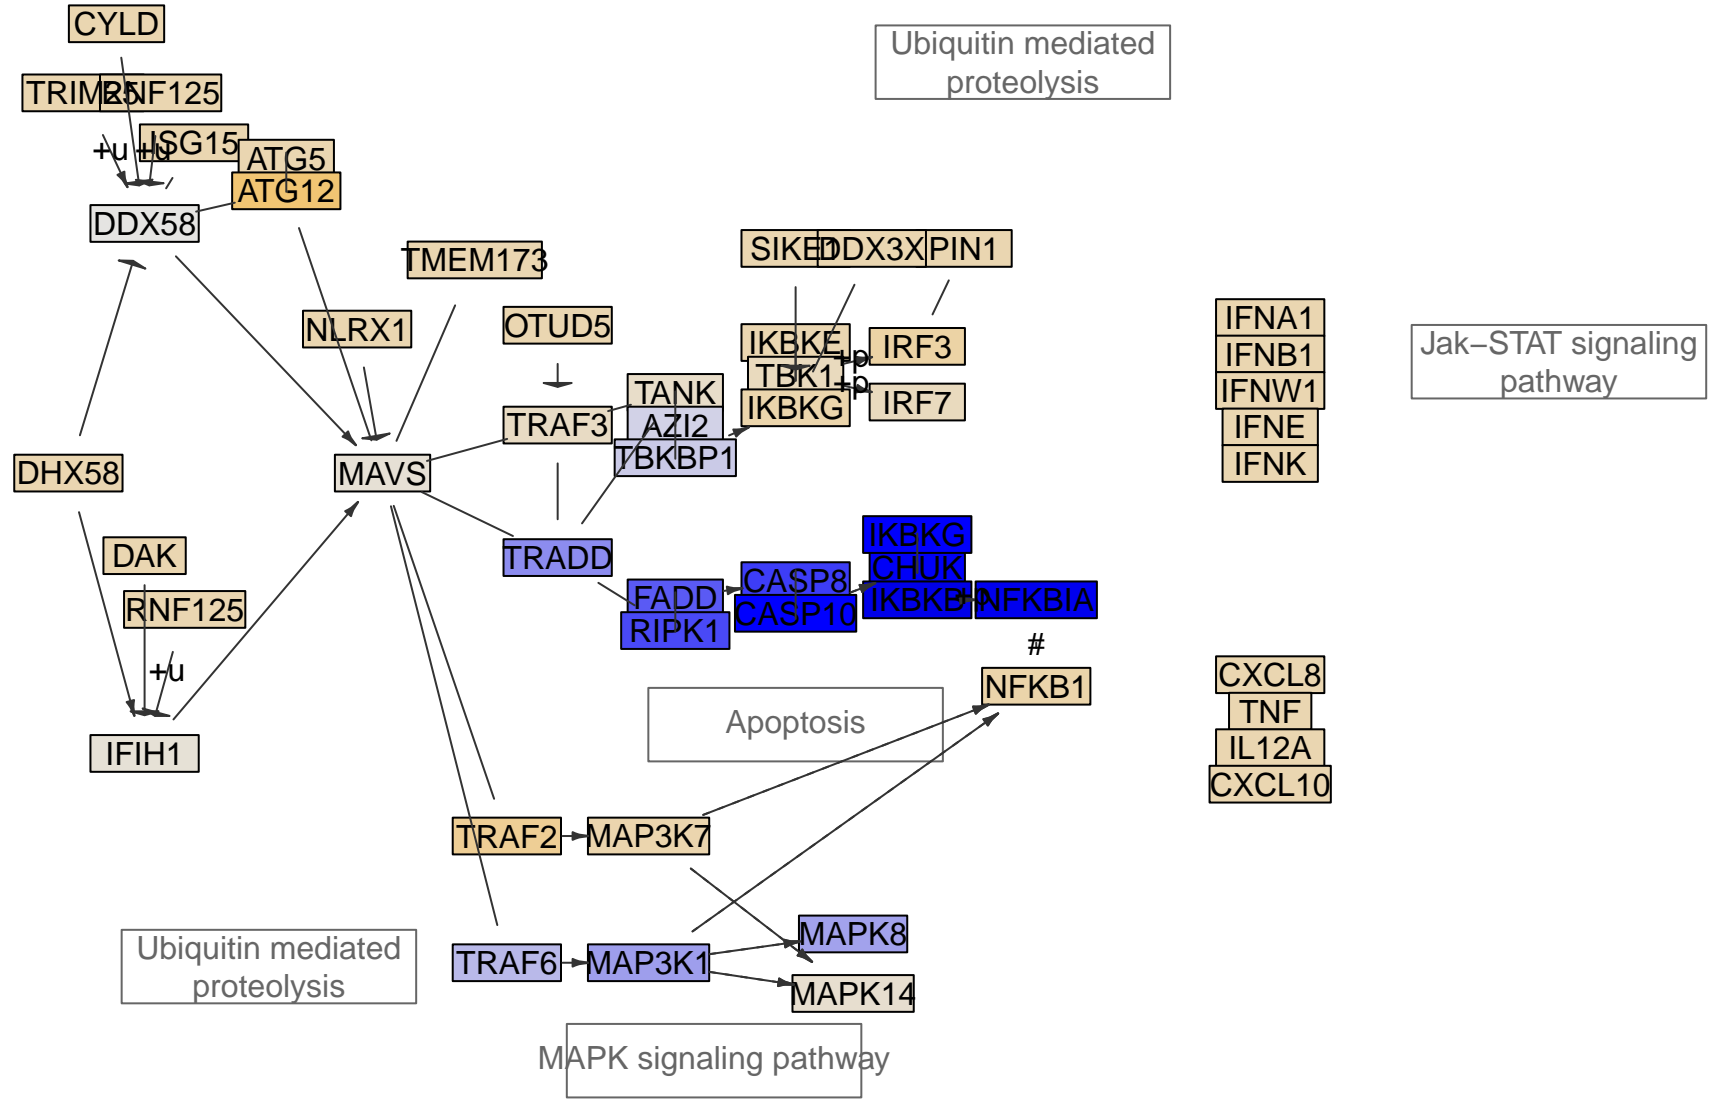 CYLD
Ubiquitin mediated
proteolysis
TRIM25
RNF125
+u
+u
ISG15
ATG5
ATG12
DDX58
TMEM173
SIKE1
DDX3X
PIN1
NLRX1
OTUD5
IKBKE
TBK1
IKBKG
+p
+p
IRF3
IRF7
IFNA1
IFNB1
IFNW1
IFNE
IFNK
Jak−STAT signaling
pathway
TANK
AZI2
TBKBP1
TRAF3
DHX58
MAVS
DAK
RNF125
+u
IFIH1
TRADD
FADD
RIPK1
CASP8
CASP10
IKBKG
CHUK
IKBKB
+p
NFKBIA
#
NFKB1
Apoptosis
CXCL8
TNF
IL12A
CXCL10
TRAF2
MAP3K7
TRAF6
MAP3K1
MAPK8
MAPK14
Ubiquitin mediated
proteolysis
MAPK signaling pathway